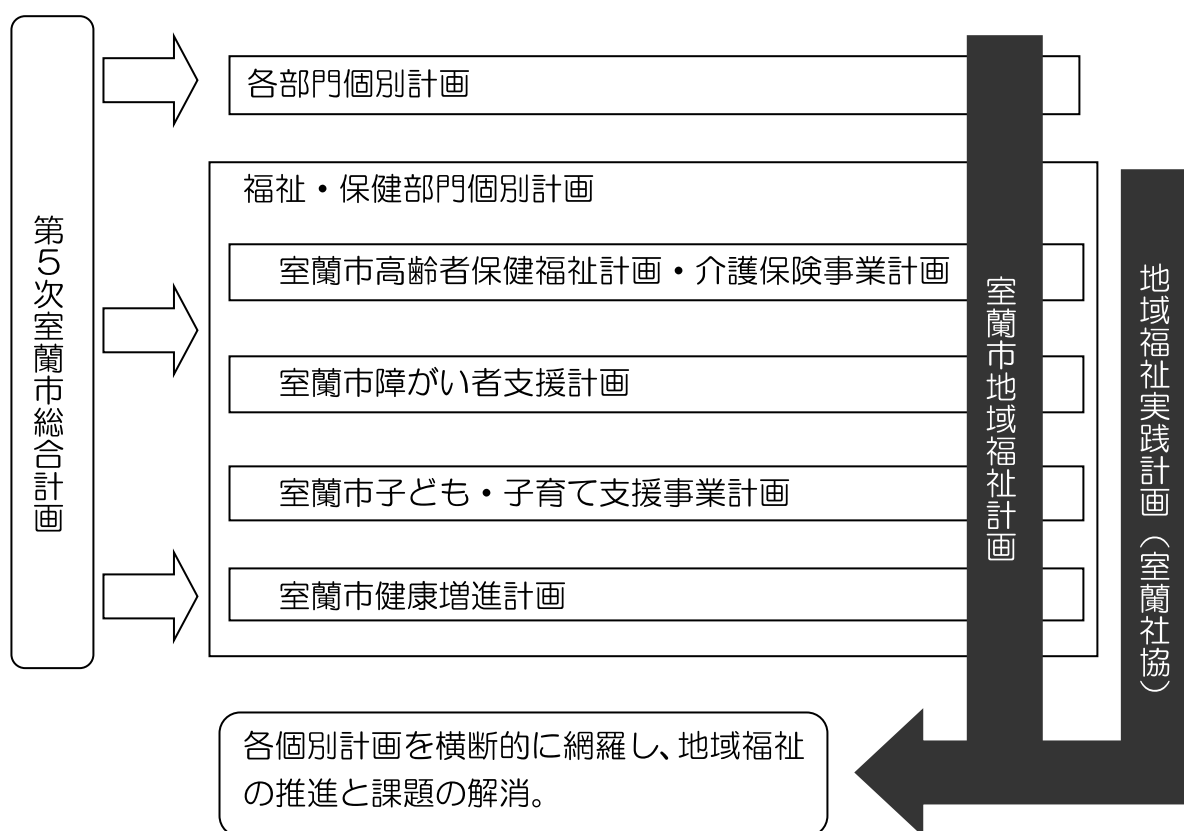 第5次室蘭市総合計画
各部門個別計画
福祉・保健部門個別計画
室蘭市高齢者保健福祉計画・介護保険事業計画
室蘭市障がい者支援計画
室蘭市子ども・子育て支援事業計画
室蘭市健康増進計画
室蘭市地域福祉計画
地域福祉実践計画（室蘭社協）
各個別計画を横断的に網羅し、地域福祉
の推進と課題の解消。